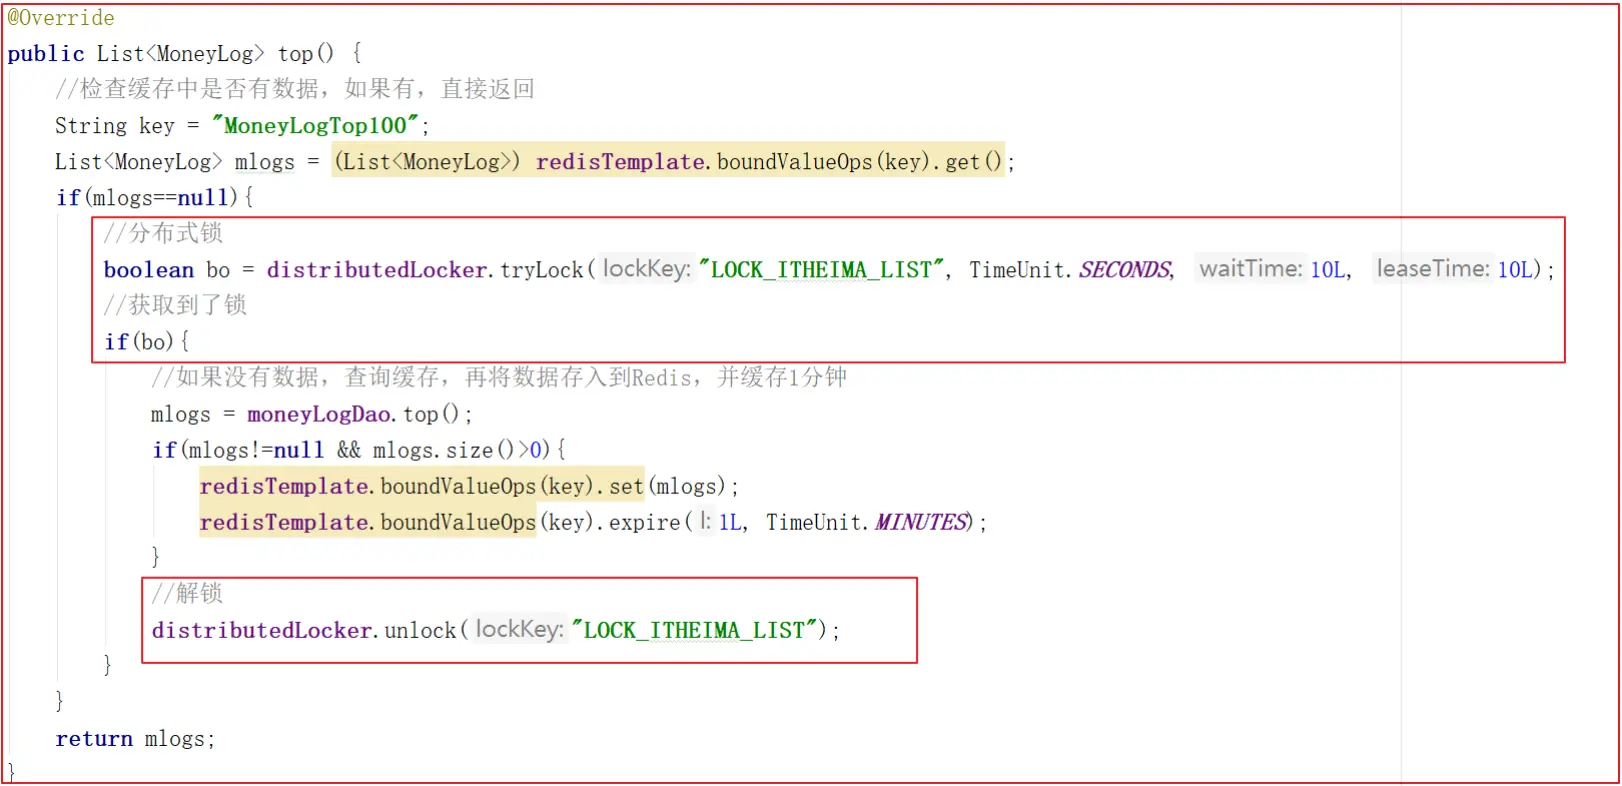 @Override
public List<MoneyLog> top() {
//检查缓存中是否有数据，如果有，直接返回
String key = "MoneyLogTop100";
List<MoneyLog> mlogs = (List<MoneyLog>) redisTemplate.boundValueOps(key).get();
if(mlogs==null){
//分布式锁
boolean bo = distributedLocker.tryLock( lockKey: "LOCK_ITHEIMA_LIST", TimeUnit.SECONDS, waitTime: 10L, leaseTime: 10L);
//获取到了锁
if(bo){
//如果没有数据，查询缓存，再将数据存入到Redis，并缓存1分钟
mlogs = moneyLogDao.top();
if(mlogs!=null && mlogs.size()>0){
redisTemplate.boundValueOps(key).set(mlogs);
redisTemplate.boundValueOps(key).expire( l: 1L, TimeUnit.MINUTES);
}
//解锁
distributedLocker.unlock( lockKey: "LOCK_ITHEIMA_LIST");
}
}
return mlogs;
}